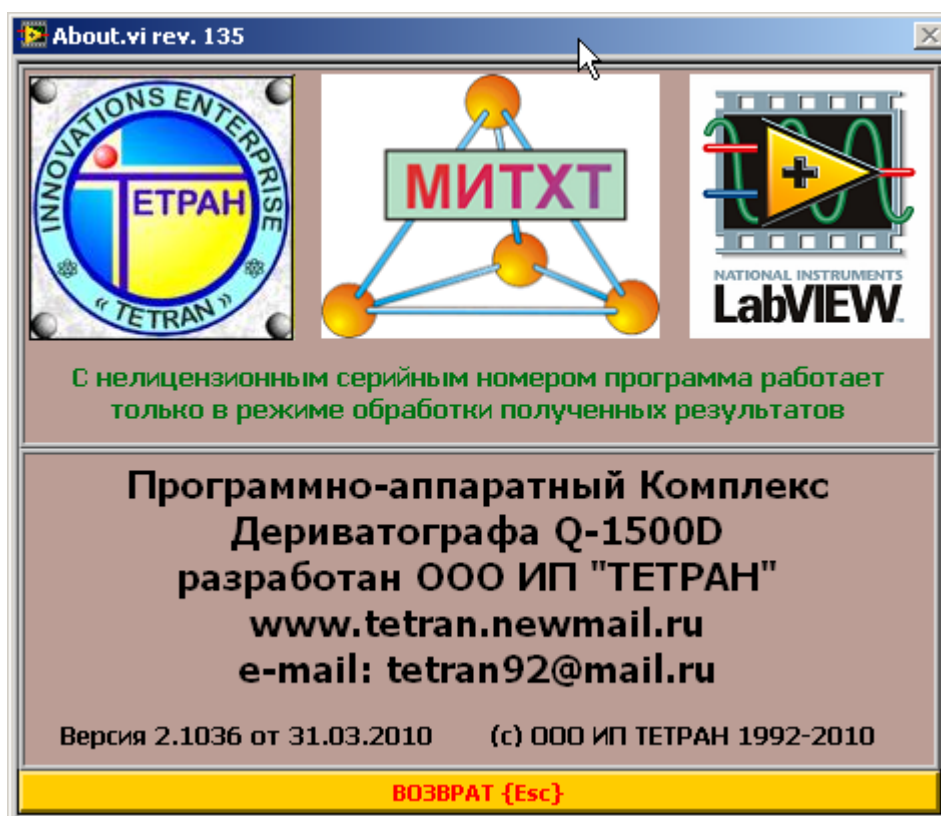 About.vi rev. 135
INNOVATIONS ENTERPRISE
ТЕТРАН
« TETRAN »
МИТХТ
NATIONAL INSTRUMENTS
LabVIEW
С нелицензионным серийным номером программа работает
только в режиме обработки полученных результатов
Программно-аппаратный Комплекс
Дериватографа Q-1500D
разработан ООО ИП "ТЕТРАН"
www.tetran.newmail.ru
e-mail: tetran92@mail.ru
Версия 2.1036 от 31.03.2010 (c) ООО ИП ТЕТРАН 1992-2010
ВОЗВРАТ {Esc}